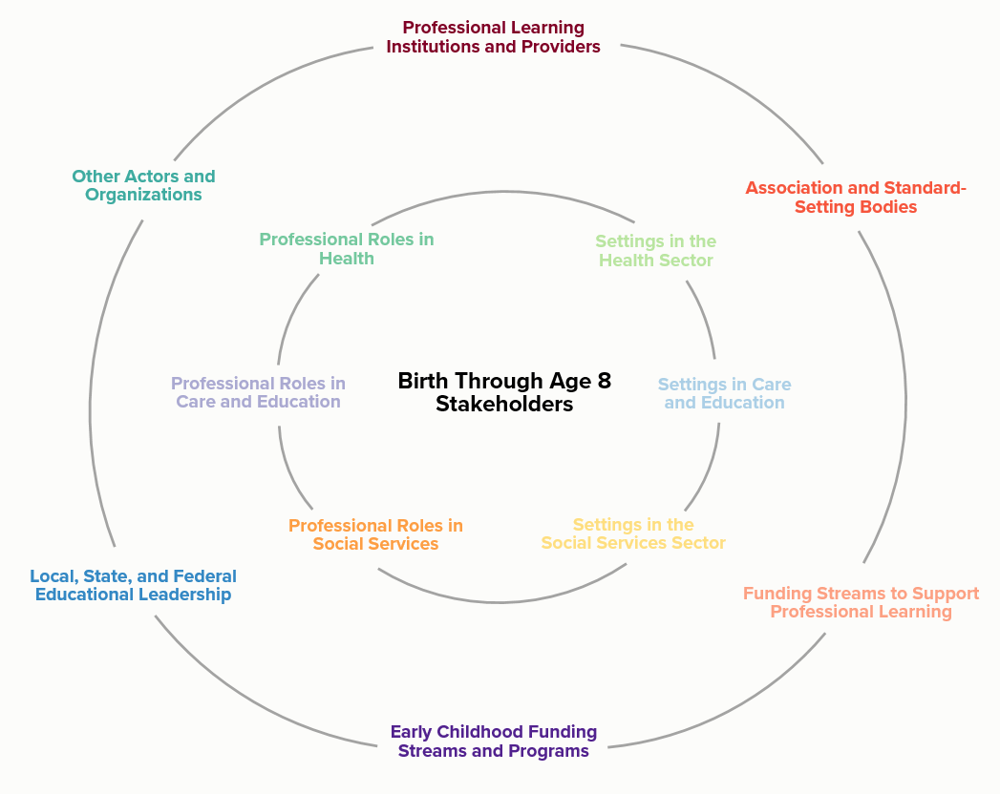 Professional Learning
Institutions and Providers
Other Actors and
Organizations
Association and Standard-
Setting Bodies
Professional Roles in
Health
Settings in the
Health Sector
Professional Roles in
Care and Education
Birth Through Age 8
Stakeholders
Settings in Care
and Education
Professional Roles in
Social Services
Settings in the
Social Services Sector
Local, State, and Federal
Educational Leadership
Funding Streams to Support
Professional Learning
Early Childhood Funding
Streams and Programs